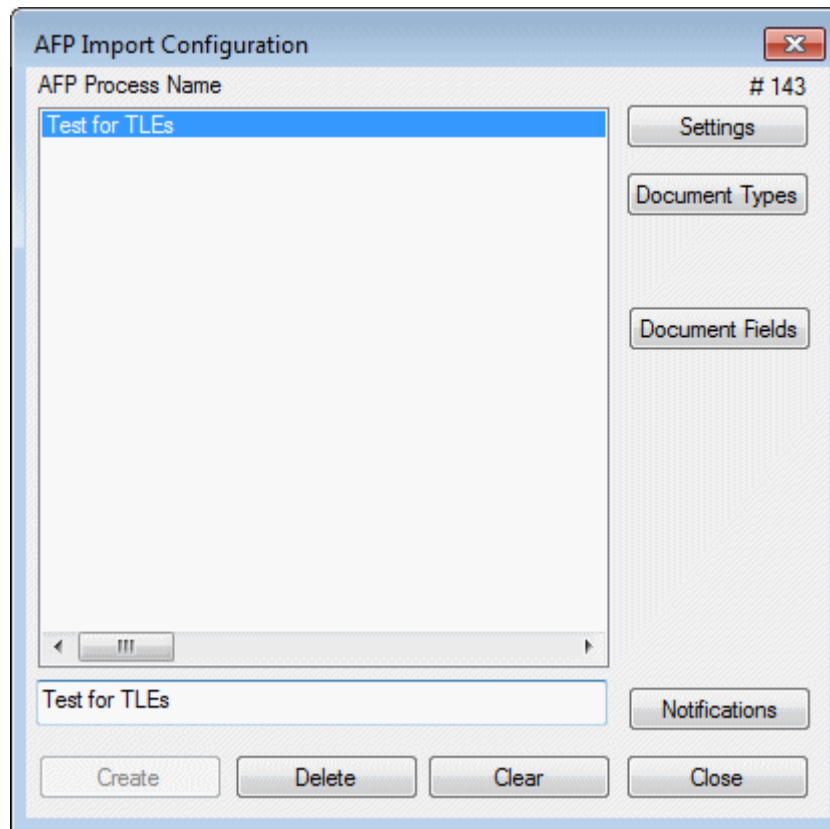 AFP Import Configuration
AFP Process Name # 143
Test for TLEs
Settings
Document Types
Document Fields
Test for TLEs
Notifications
Create Delete Clear Close